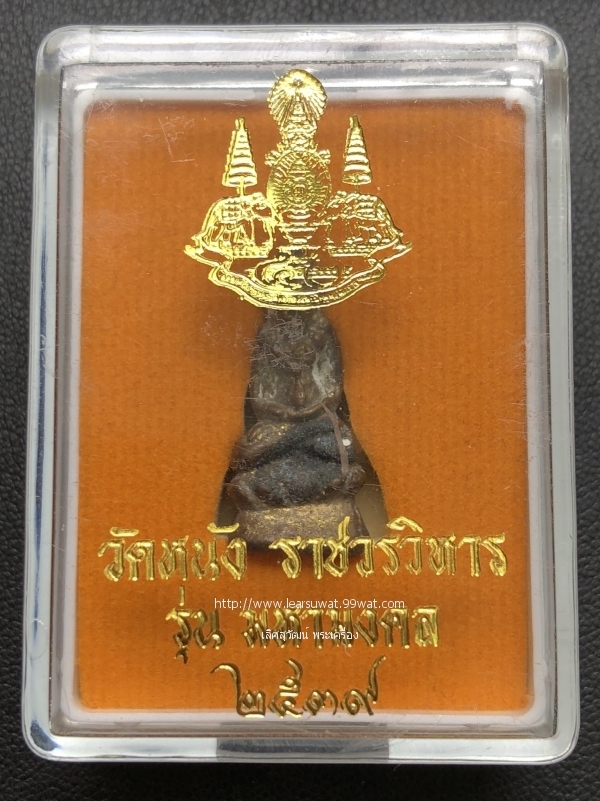 วัดหนัง ราชวรวิหาร
http://www.learsuwat.99wat.com
รุ่น มหามงคล
เลิศสุวัฒน์ พระเครื่อง
๒๕๓๙